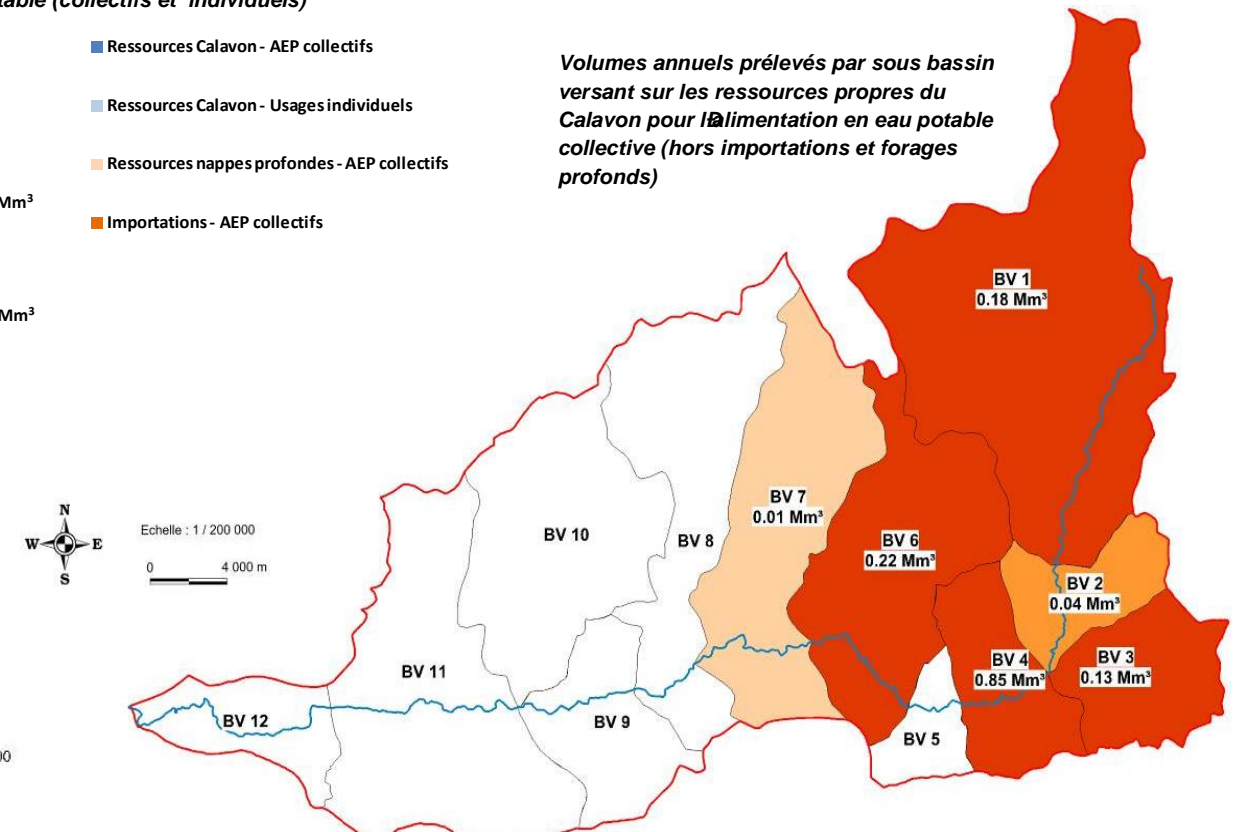 table (collectifs et individuels)
Ressources Calavon - AEP collectifs
Ressources Calavon - Usages individuels
Ressources nappes profondes - AEP collectifs
Importations - AEP collectifs
Mm³
Mm³
Volumes annuels prélevés par sous bassin
versant sur les ressources propres du
Calavon pour l'alimentation en eau potable
collective (hors importations et forages
profonds)
BV 1
0.18 Mm³
BV 7
0.01 Mm³
BV 10
BV 8
BV 6
0.22 Mm³
BV 2
0.04 Mm³
BV 4
0.85 Mm³
BV 3
0.13 Mm³
BV 11
BV 12
BV 9
BV 5
N
W
E
S
Echelle : 1 / 200 000
0
4 000 m